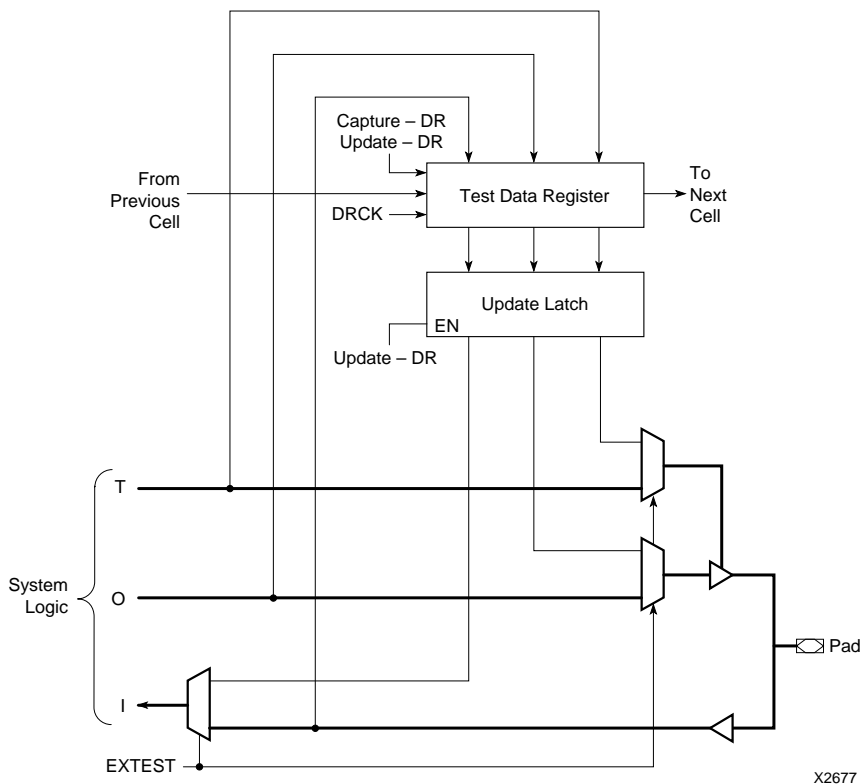 Capture – DR
Update – DR
From
Previous
Cell
Test Data Register
To
Next
Cell
DRCK
Update Latch
EN
Update – DR
T
System
Logic
O
Pad
I
EXTEST
X2677